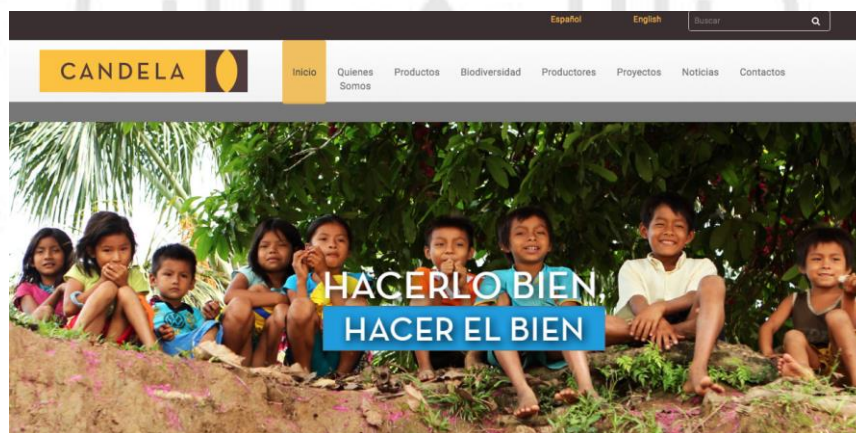 Español English Buscar
CANDELA
Inicio Quienes Productos Biodiversidad Productores Proyectos Noticias Contactos
Somos
HACERLO BIEN,
HACER EL BIEN